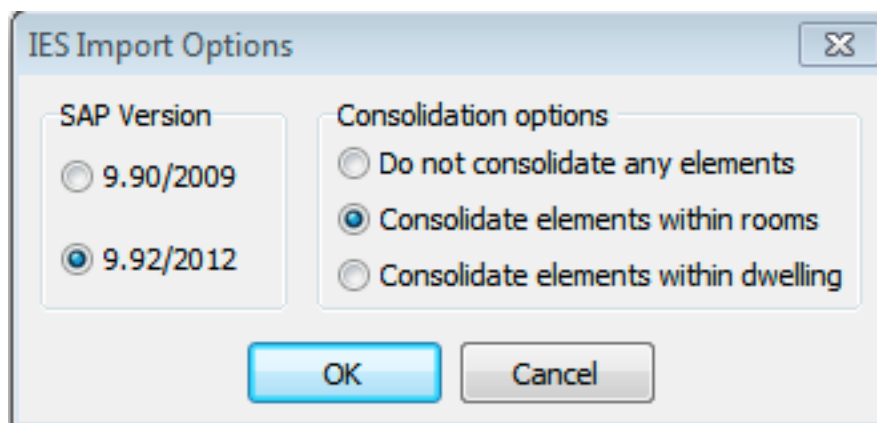 IES Import Options
SAP Version
9.90/2009
9.92/2012
Consolidation options
Do not consolidate any elements
Consolidate elements within rooms
Consolidate elements within dwelling
OK
Cancel